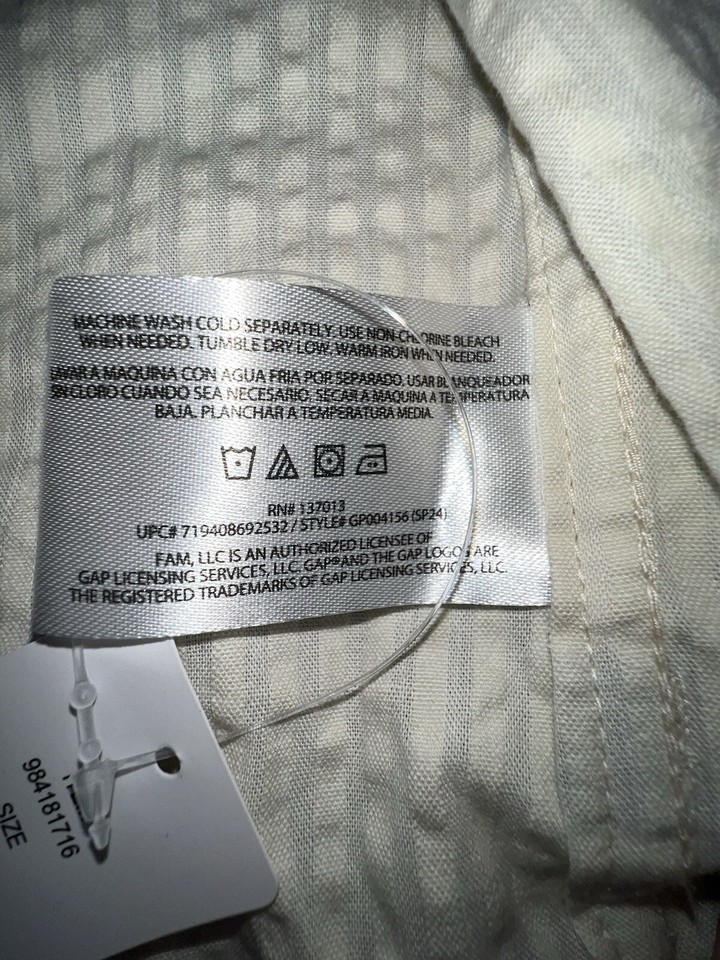 MACHINE WASH COLD SEPARATELY. USE NON-CHLORINE BLEACH
WHEN NEEDED. TUMBLE DRY LOW. WARM IRON WHEN NEEDED.
AVAR A MAQUINA CON AGUA FRIA POR SEPARADO. USAR BLANQUEADOR
SIN CLORO CUANDO SEA NECESARIO. SECAR A MAQUINA A TEMPERATURA
BAJA. PLANCHAR A TEMPERATURA MEDIA.
RN# 137013
UPC# 719408692532 / STYLE# GP004156 (SP24)
FAM, LLC IS AN AUTHORIZED LICENSEE OF
GAP LICENSING SERVICES, LLC. GAP® AND THE GAP LOGOS ARE
THE REGISTERED TRADEMARKS OF GAP LICENSING SERVICES, LLC.
984181716
SIZE